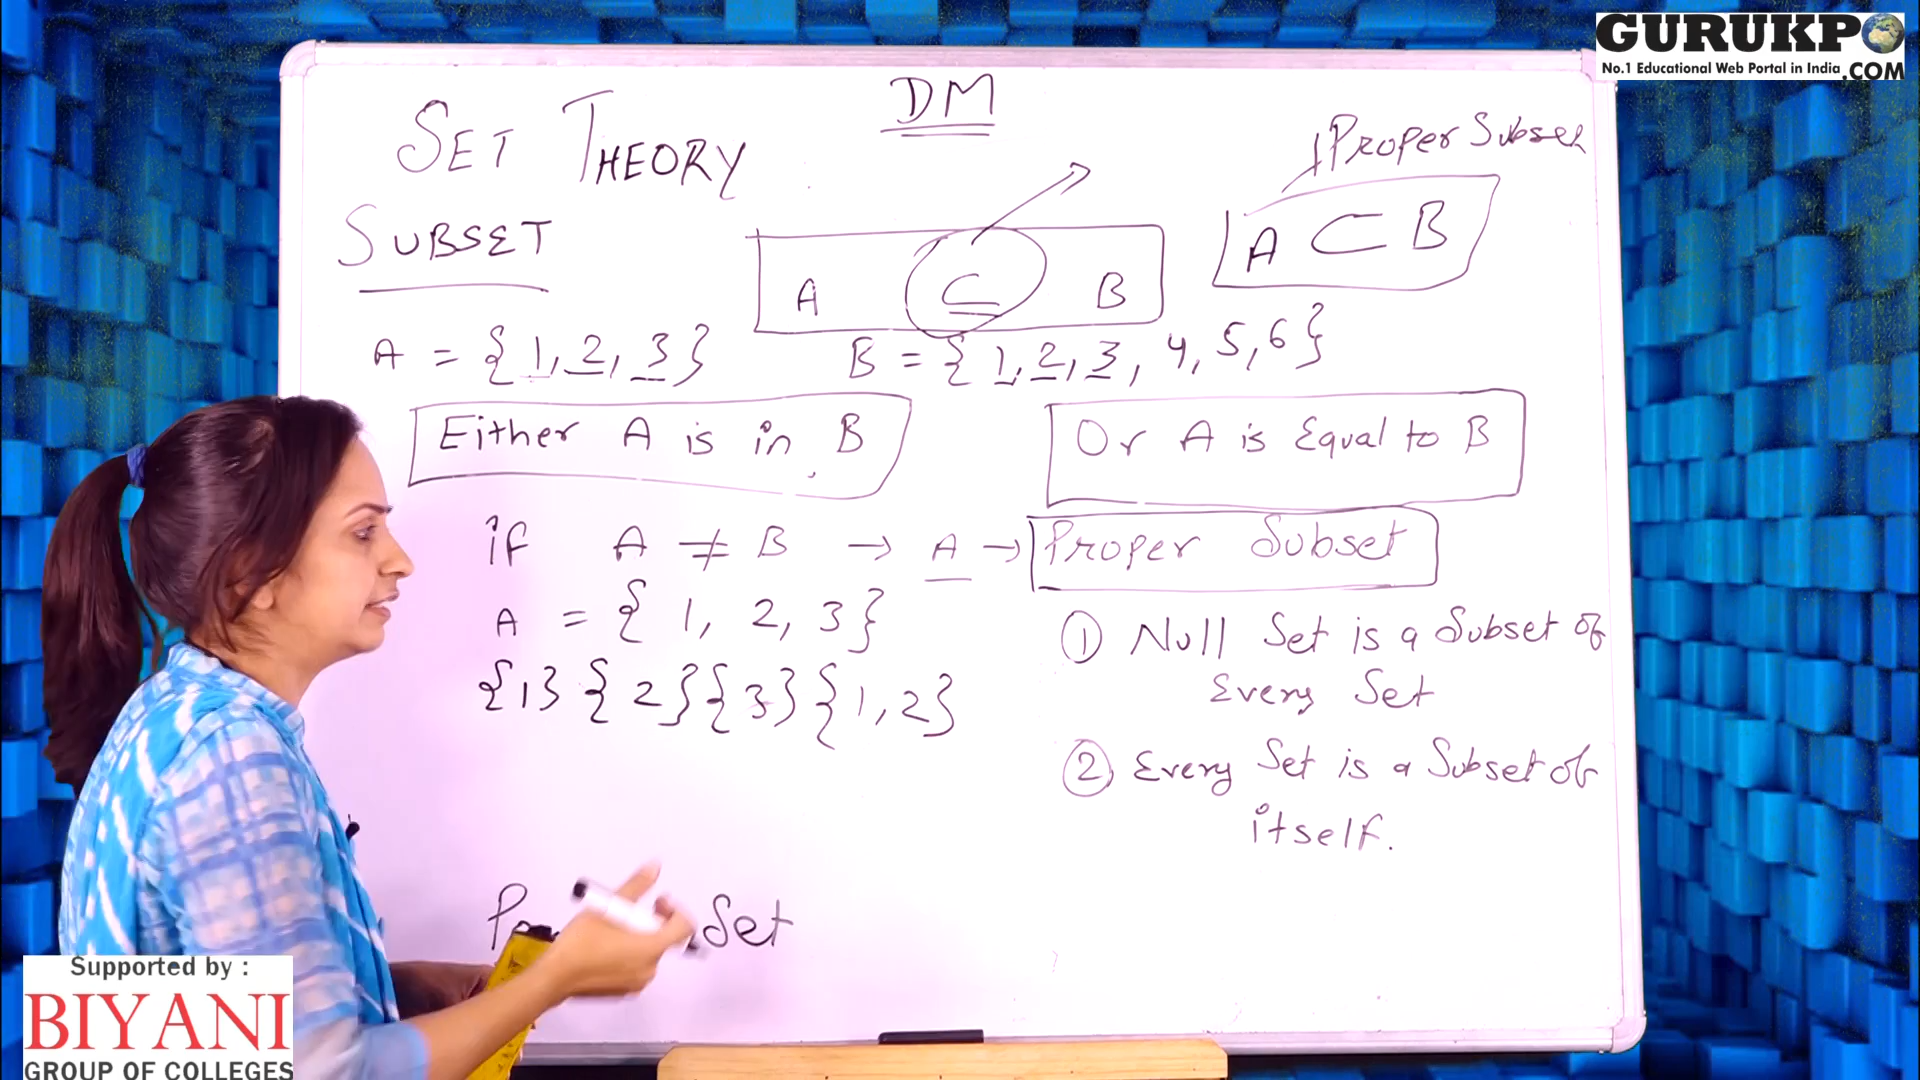 GURUKPO
No.1 Educational Web Portal in India .COM
DM
SET THEORY
Proper Subset
SUBSET
A ⊆ B
A ⊂ B
A = {1, 2, 3}
B = {1, 2, 3, 4, 5, 6}
Either A is in B
Or A is Equal to B
if A ≠ B → A → Proper Subset
A = { 1, 2, 3}
{1} {2} {3} {1,2}
① Null Set is a Subset of
Every Set
② Every Set is a Subset of
itself.
Set
Supported by :
BIYANI
GROUP OF COLLEGES